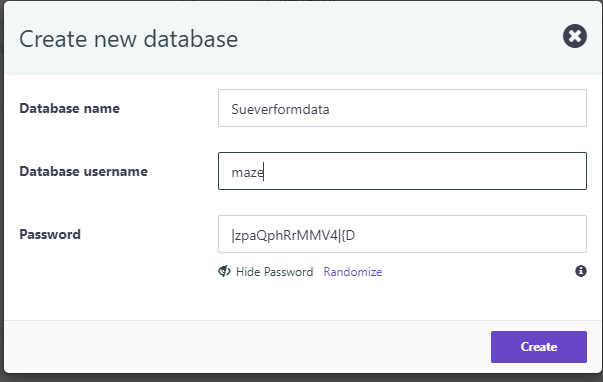 Create new database
Database name
Sueverformdata
Database username
maze
Password
|zpaQphRrMMV4|{D
Hide Password Randomize
Create